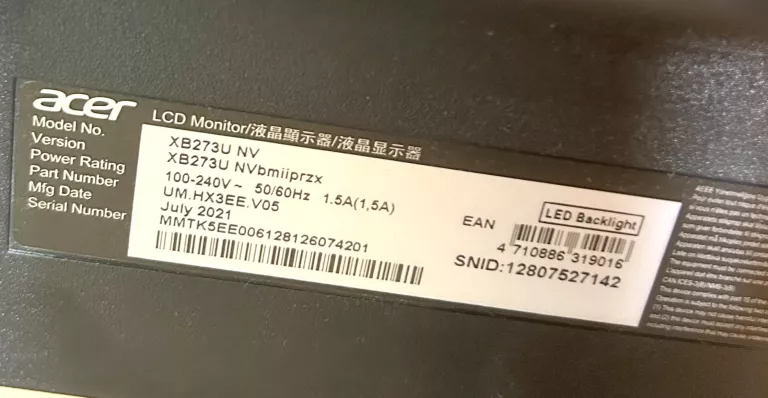 acer
LCD Monitor/液晶顯示器/液晶显示器
Model No. XB273U NV
Version XB273U NVbmiiprzx
Power Rating 100-240V~ 50/60Hz 1.5A(1,5A)
Part Number UM.HX3EE.V05
Mfg Date July 2021
Serial Number MMTK5EE006128126074201
LED Backlight
EAN
4 710886 319016
SNID:12807527142